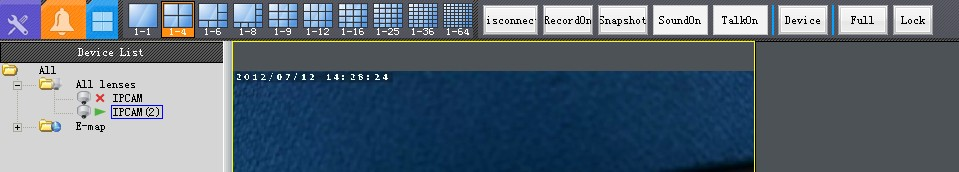 1-1 1-4 1-6 1-8 1-9 1-12 1-16 1-25 1-36 1-64 isconnect RecordOn Snapshot SoundOn TalkOn Device Full Lock
Device List
All
2012/07/12 14:28:24
All lenses
IPCAM
IPCAM(2)
E-map